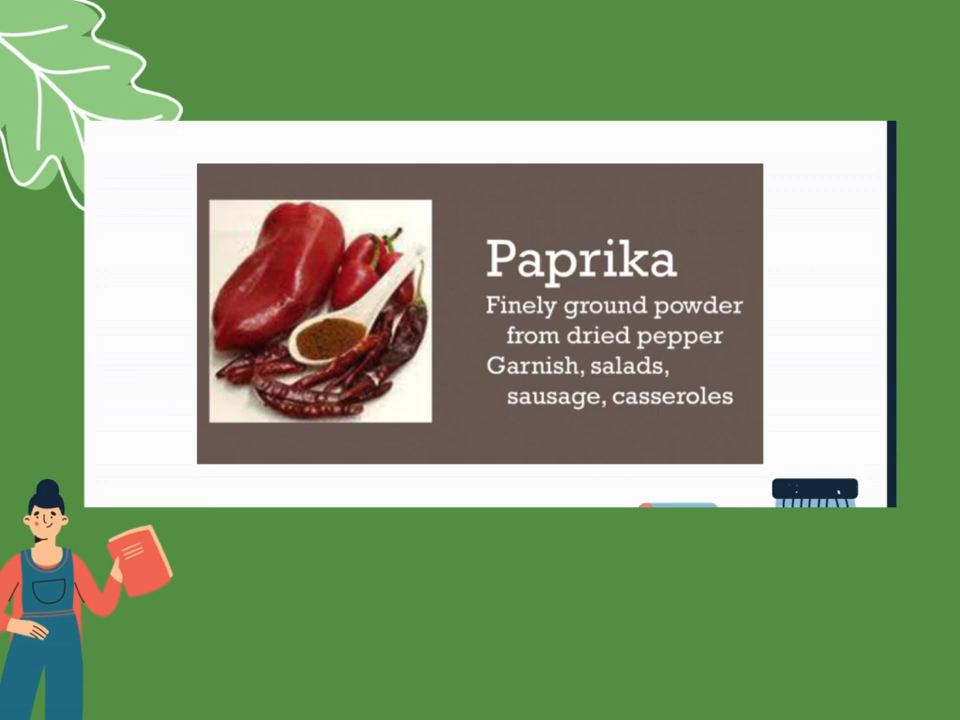 Paprika
Finely ground powder
from dried pepper
Garnish, salads,
sausage, casseroles